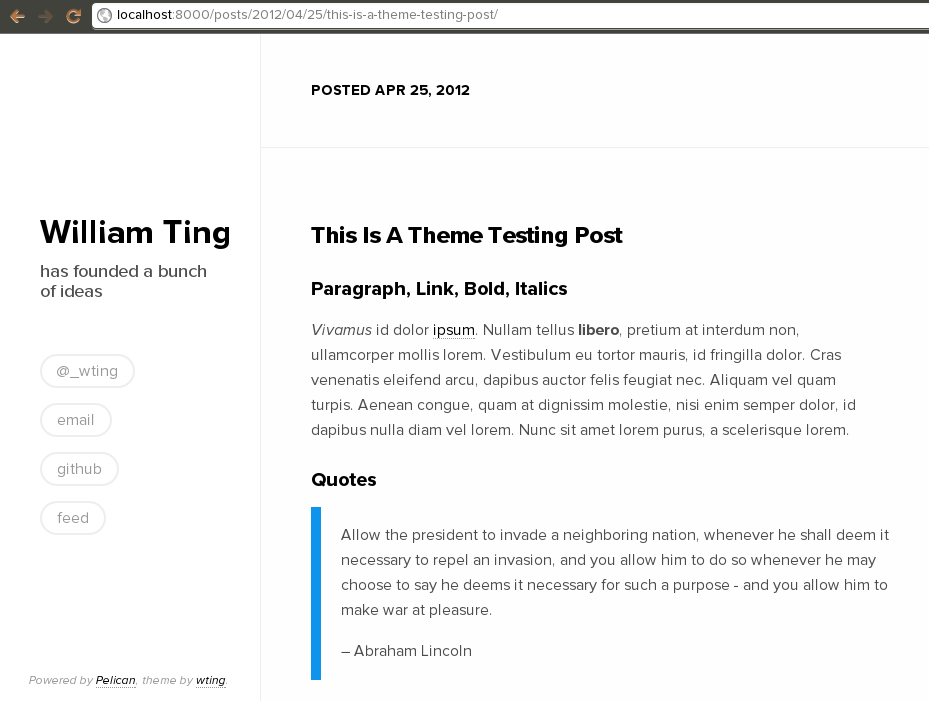 localhost:8000/posts/2012/04/25/this-is-a-theme-testing-post/
POSTED APR 25, 2012
William Ting
has founded a bunch
of ideas
@_wting
email
github
feed
Powered by Pelican, theme by wting.
This Is A Theme Testing Post
Paragraph, Link, Bold, Italics
Vivamus id dolor ipsum. Nullam tellus libero, pretium at interdum non,
ullamcorper mollis lorem. Vestibulum eu tortor mauris, id fringilla dolor. Cras
venenatis eleifend arcu, dapibus auctor felis feugiat nec. Aliquam vel quam
turpis. Aenean congue, quam at dignissim molestie, nisi enim semper dolor, id
dapibus nulla diam vel lorem. Nunc sit amet lorem purus, a scelerisque lorem.
Quotes
Allow the president to invade a neighboring nation, whenever he shall deem it
necessary to repel an invasion, and you allow him to do so whenever he may
choose to say he deems it necessary for such a purpose - and you allow him to
make war at pleasure.
– Abraham Lincoln